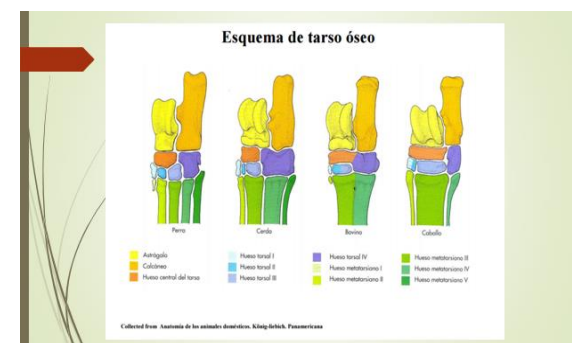 Esquema de tarso óseo
Perro
Cerdo
Bovino
Caballo
Astrágalo
Calcáneo
Hueso central del tarso
Hueso tarsal I
Hueso tarsal II
Hueso tarsal III
Hueso tarsal IV
Hueso metatarsiano I
Hueso metatarsiano II
Hueso metatarsiano III
Hueso metatarsiano IV
Hueso metatarsiano V
Collected from Anatomía de los animales domésticos. König-liebich. Panamericana